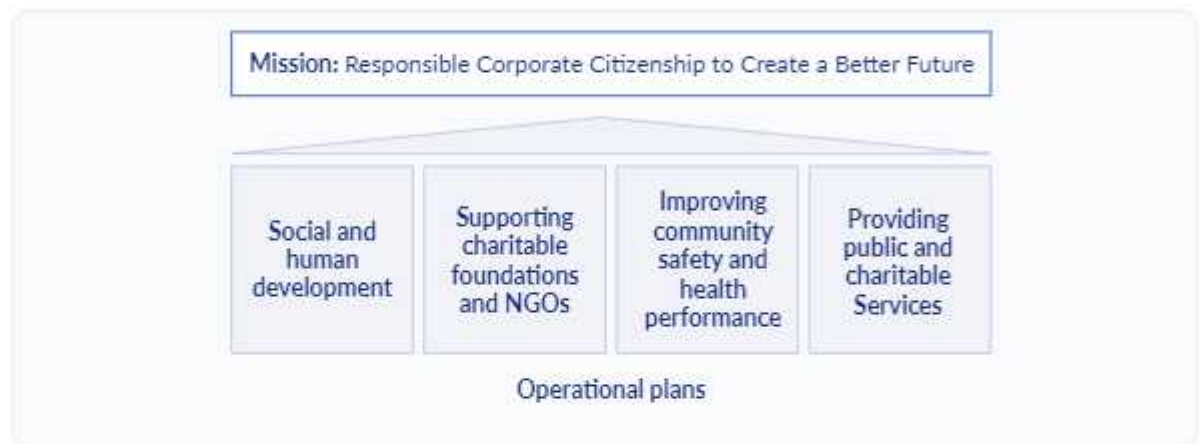 Mission: Responsible Corporate Citizenship to Create a Better Future
Social and
human
development
Supporting
charitable
foundations
and NGOs
Improving
community
safety and
health
performance
Providing
public and
charitable
Services
Operational plans